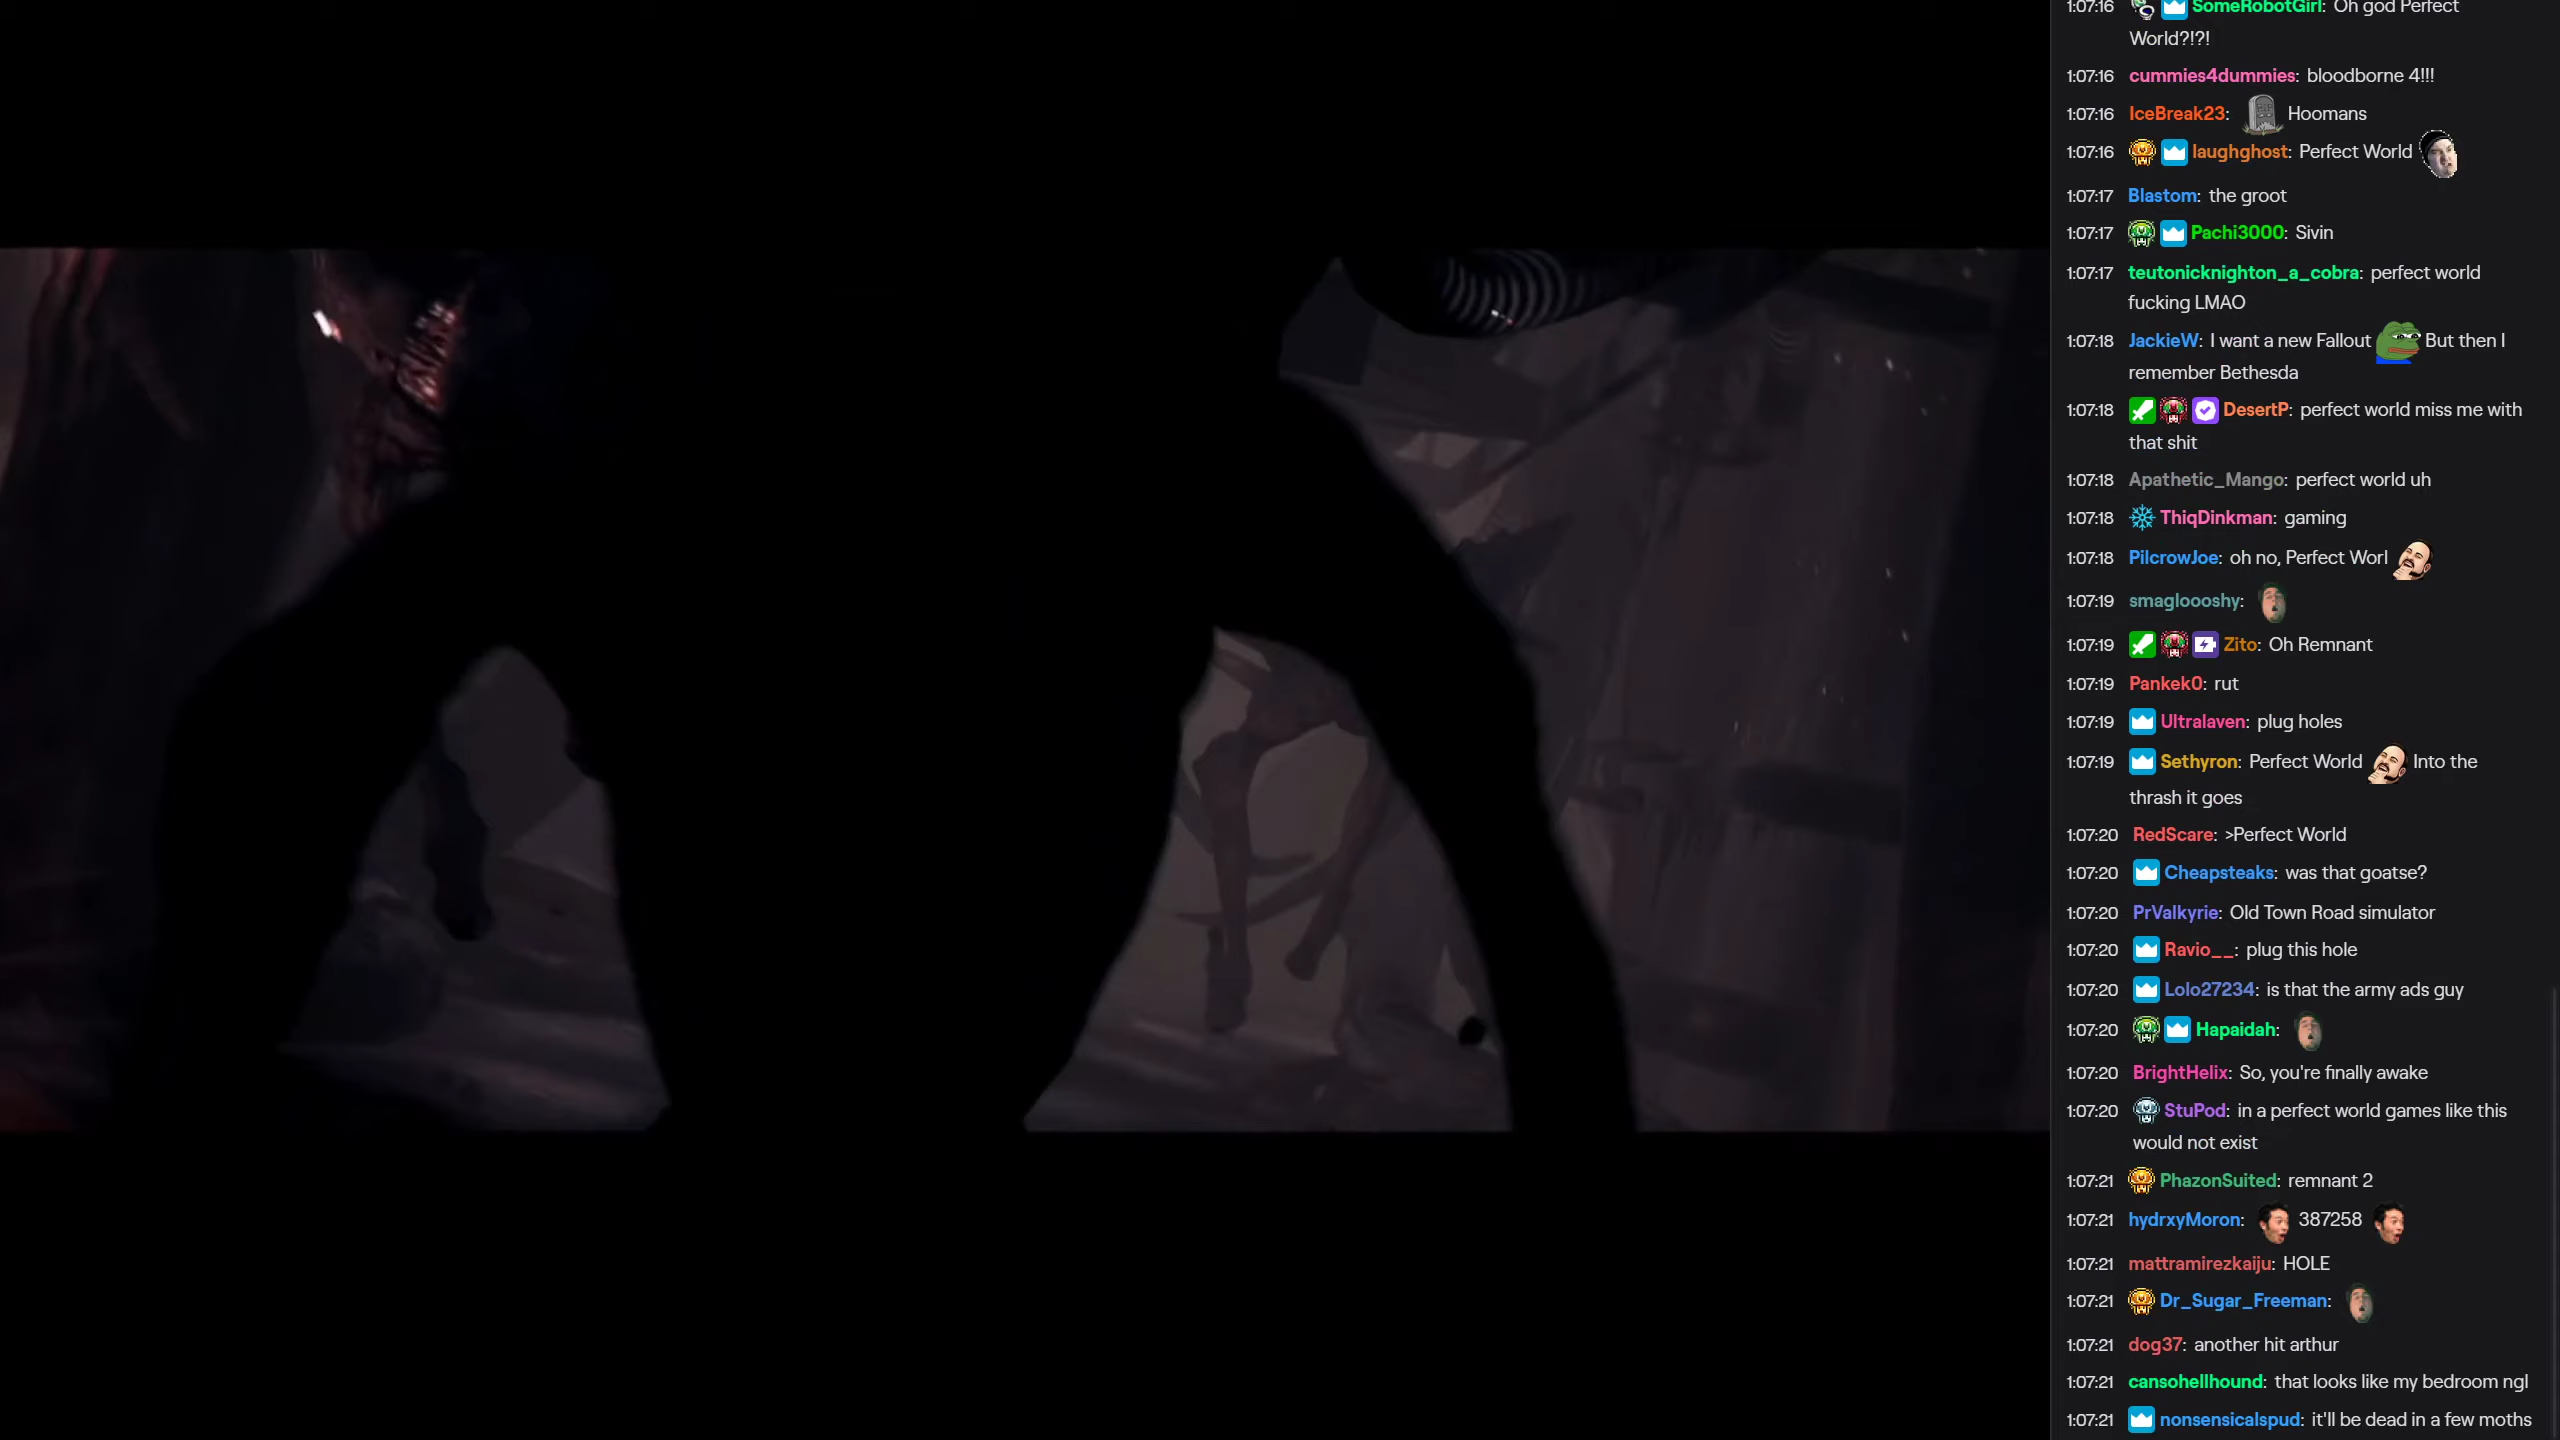 1:07:16 SomeRobotGirl: Oh god Perfect
World?!?!
1:07:16 cummies4dummies: bloodborne 4!!!
1:07:16 IceBreak23: Hoomans
1:07:16 laughghost: Perfect World
1:07:17 Blastom: the groot
1:07:17 Pachi3000: Sivin
1:07:17 teutonicknighton_a_cobra: perfect world
fucking LMAO
1:07:18 JackieW: I want a new Fallout But then I
remember Bethesda
1:07:18 DesertP: perfect world miss me with
that shit
1:07:18 Apathetic_Mango: perfect world uh
1:07:18 ThiqDinkman: gaming
1:07:18 PilcrowJoe: oh no, Perfect Worl
1:07:19 smagloooshy:
1:07:19 Zito: Oh Remnant
1:07:19 Pankek0: rut
1:07:19 Ultralaven: plug holes
1:07:19 Sethyron: Perfect World Into the
thrash it goes
1:07:20 RedScare: >Perfect World
1:07:20 Cheapsteaks: was that goatse?
1:07:20 PrValkyrie: Old Town Road simulator
1:07:20 Ravio__: plug this hole
1:07:20 Lolo27234: is that the army ads guy
1:07:20 Hapaidah:
1:07:20 BrightHelix: So, you're finally awake
1:07:20 StuPod: in a perfect world games like this
would not exist
1:07:21 PhazonSuited: remnant 2
1:07:21 hydrxyMoron: 387258
1:07:21 mattramirezkaiju: HOLE
1:07:21 Dr_Sugar_Freeman:
1:07:21 dog37: another hit arthur
1:07:21 cansohellhound: that looks like my bedroom ngl
1:07:21 nonsensicalspud: it'll be dead in a few moths